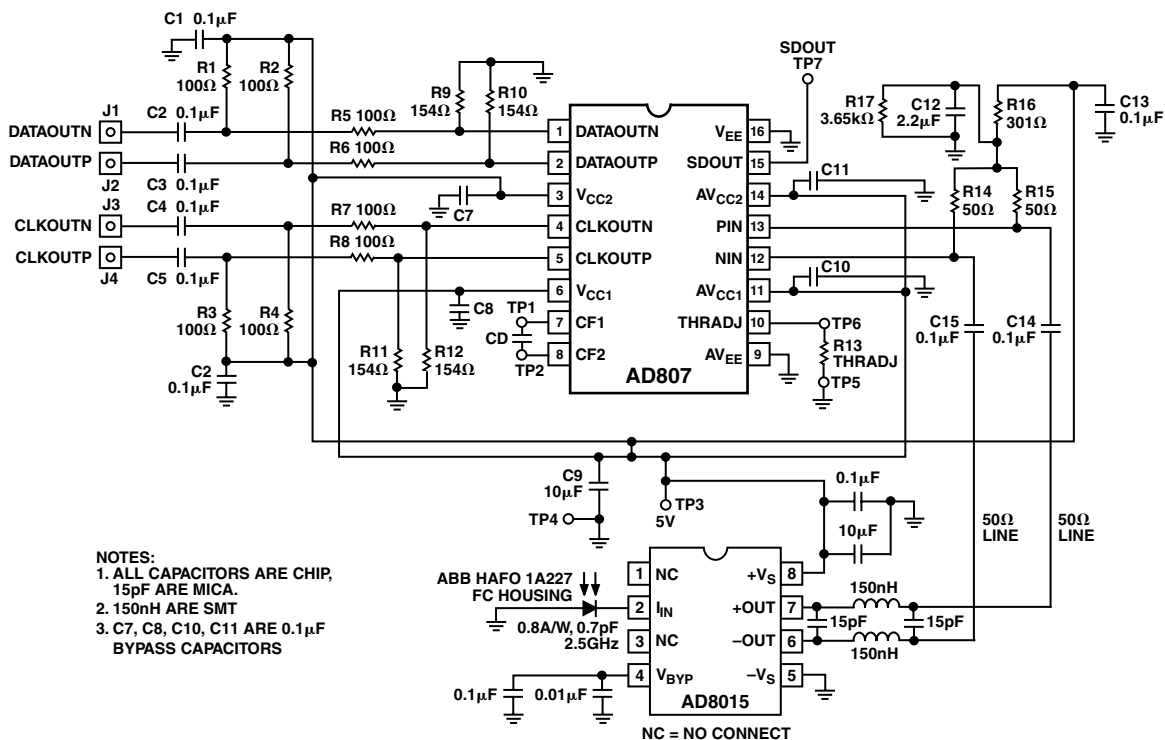 C1 0.1µF
R1
100Ω
R2
100Ω
J1
C2 0.1µF
DATAOUTN
DATAOUTP
J2
C3 0.1µF
J3
C4 0.1µF
CLKOUTN
CLKOUTP
J4
C5 0.1µF
R3
100Ω
R4
100Ω
C2
0.1µF
R9
154Ω
R10
154Ω
R5 100Ω
R6 100Ω
C7
R7 100Ω
R8 100Ω
C8
TP1
CD
TP2
R11
154Ω
R12
154Ω
1 DATAOUTN
2 DATAOUTP
3 VCC2
4 CLKOUTN
5 CLKOUTP
6 VCC1
7 CF1
8 CF2
VEE 16
SDOUT 15
AVCC2 14
PIN 13
NIN 12
AVCC1 11
THRADJ 10
AVEE 9
AD807
SDOUT
TP7
C11
C10
TP6
R13
THRADJ
TP5
R17
3.65kΩ
C12
2.2µF
R16
301Ω
C13
0.1µF
R14
50Ω
R15
50Ω
C15
0.1µF
C14
0.1µF
C9
10µF
TP4
TP3
5V
0.1µF
10µF
50Ω
LINE
50Ω
LINE
NOTES:
1. ALL CAPACITORS ARE CHIP,
15pF ARE MICA.
2. 150nH ARE SMT
3. C7, C8, C10, C11 ARE 0.1µF
BYPASS CAPACITORS
ABB HAFO 1A227
FC HOUSING
0.8A/W, 0.7pF
2.5GHz
0.1µF
0.01µF
1 NC
2 IIN
3 NC
4 VBYP
+VS 8
+OUT 7
–OUT 6
–VS 5
AD8015
150nH
15pF
15pF
150nH
NC = NO CONNECT